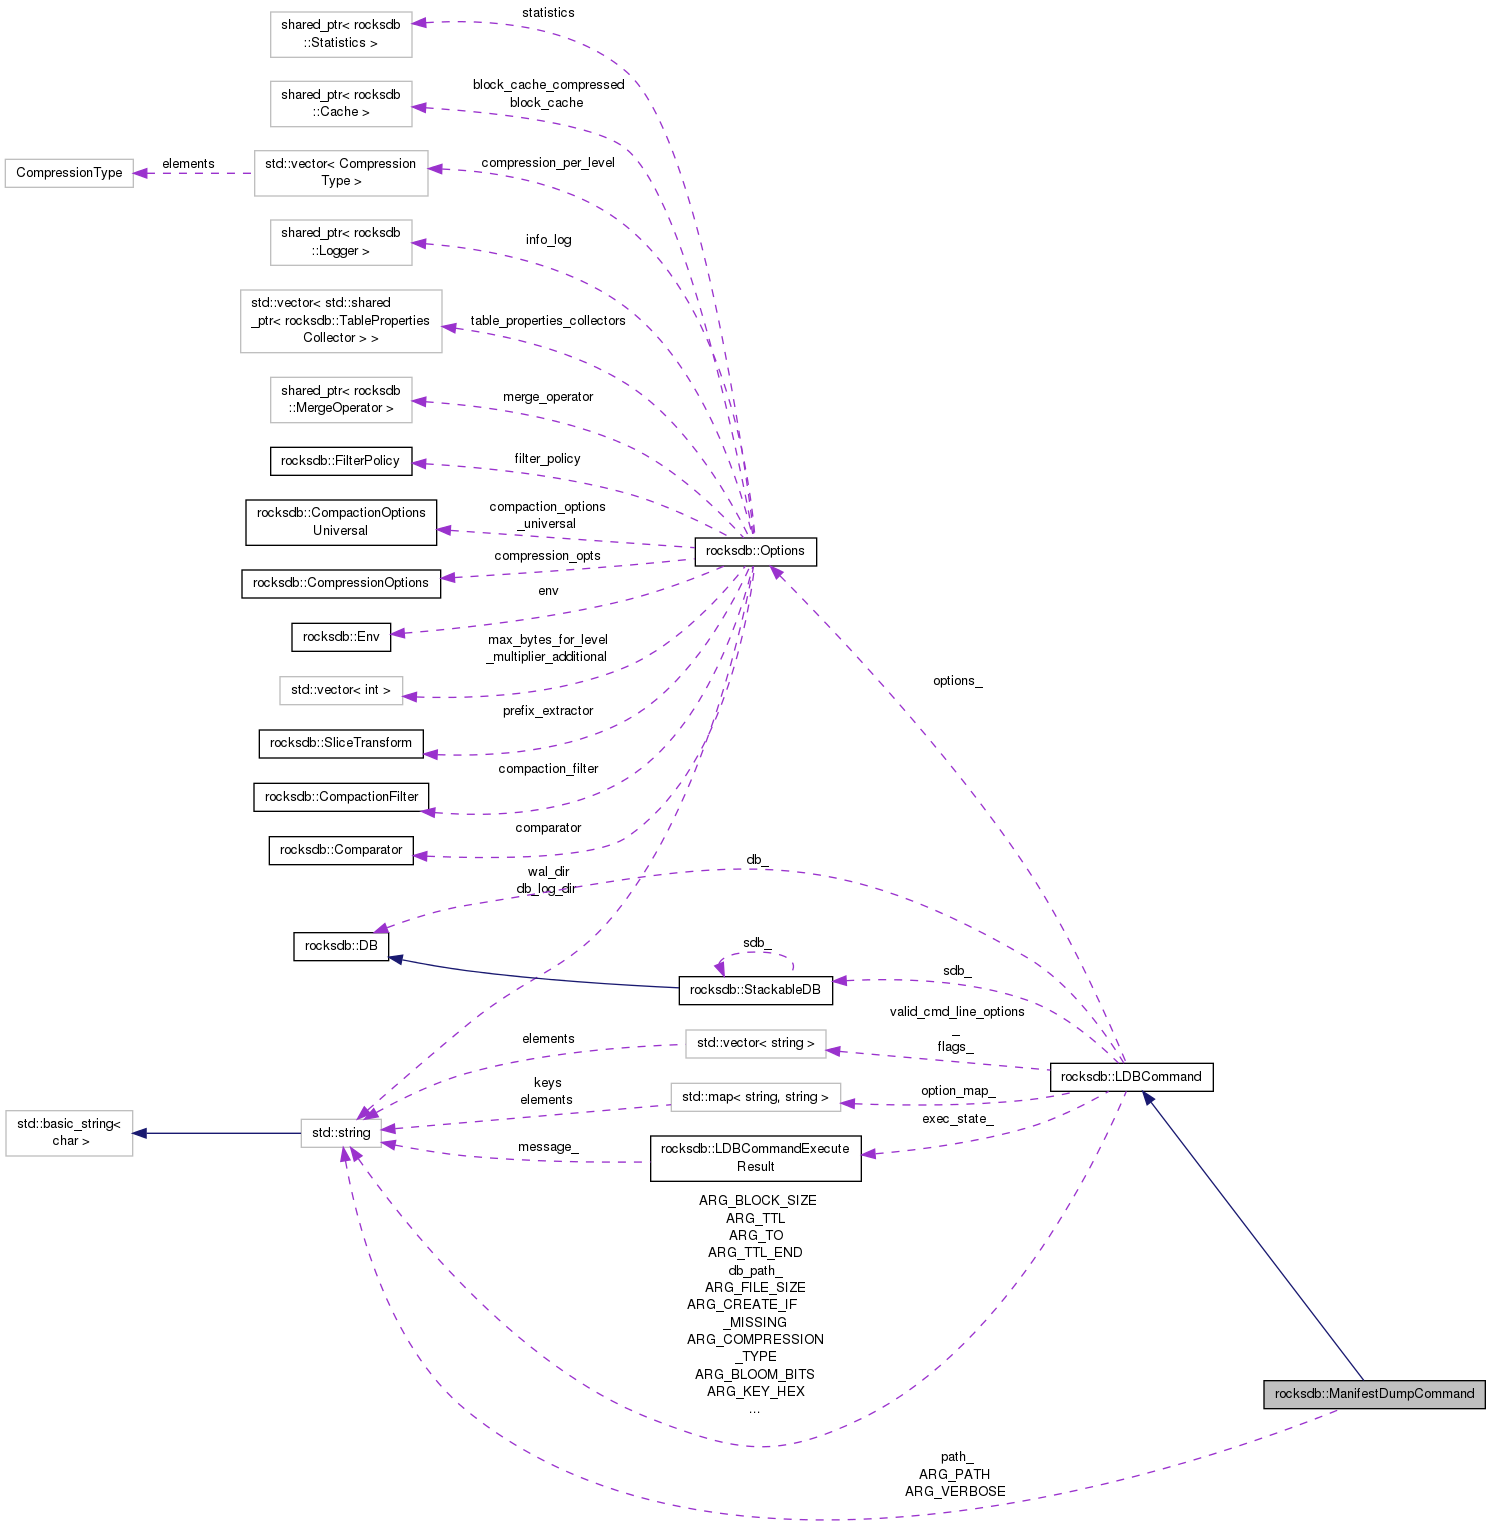 statistics
shared_ptr< rocksdb
::Statistics >
block_cache_compressed
block_cache
shared_ptr< rocksdb
::Cache >
CompressionType
elements
std::vector< Compression
Type >
compression_per_level
shared_ptr< rocksdb
::Logger >
info_log
std::vector< std::shared
_ptr< rocksdb::TableProperties
Collector > >
table_properties_collectors
shared_ptr< rocksdb
::MergeOperator >
merge_operator
rocksdb::FilterPolicy
filter_policy
rocksdb::CompactionOptions
Universal
compaction_options
_universal
rocksdb::Options
rocksdb::CompressionOptions
compression_opts
rocksdb::Env
env
max_bytes_for_level
_multiplier_additional
std::vector< int >
options_
rocksdb::SliceTransform
prefix_extractor
rocksdb::CompactionFilter
compaction_filter
rocksdb::Comparator
comparator
wal_dir
db_log_dir
db_
rocksdb::DB
sdb_
rocksdb::StackableDB
sdb_
valid_cmd_line_options
_
flags_
elements
std::vector< string >
rocksdb::LDBCommand
keys
elements
std::map< string, string >
option_map_
std::basic_string<
char >
std::string
message_
rocksdb::LDBCommandExecute
Result
exec_state_
ARG_BLOCK_SIZE
ARG_TTL
ARG_TO
ARG_TTL_END
db_path_
ARG_FILE_SIZE
ARG_CREATE_IF
_MISSING
ARG_COMPRESSION
_TYPE
ARG_BLOOM_BITS
ARG_KEY_HEX
...
rocksdb::ManifestDumpCommand
path_
ARG_PATH
ARG_VERBOSE